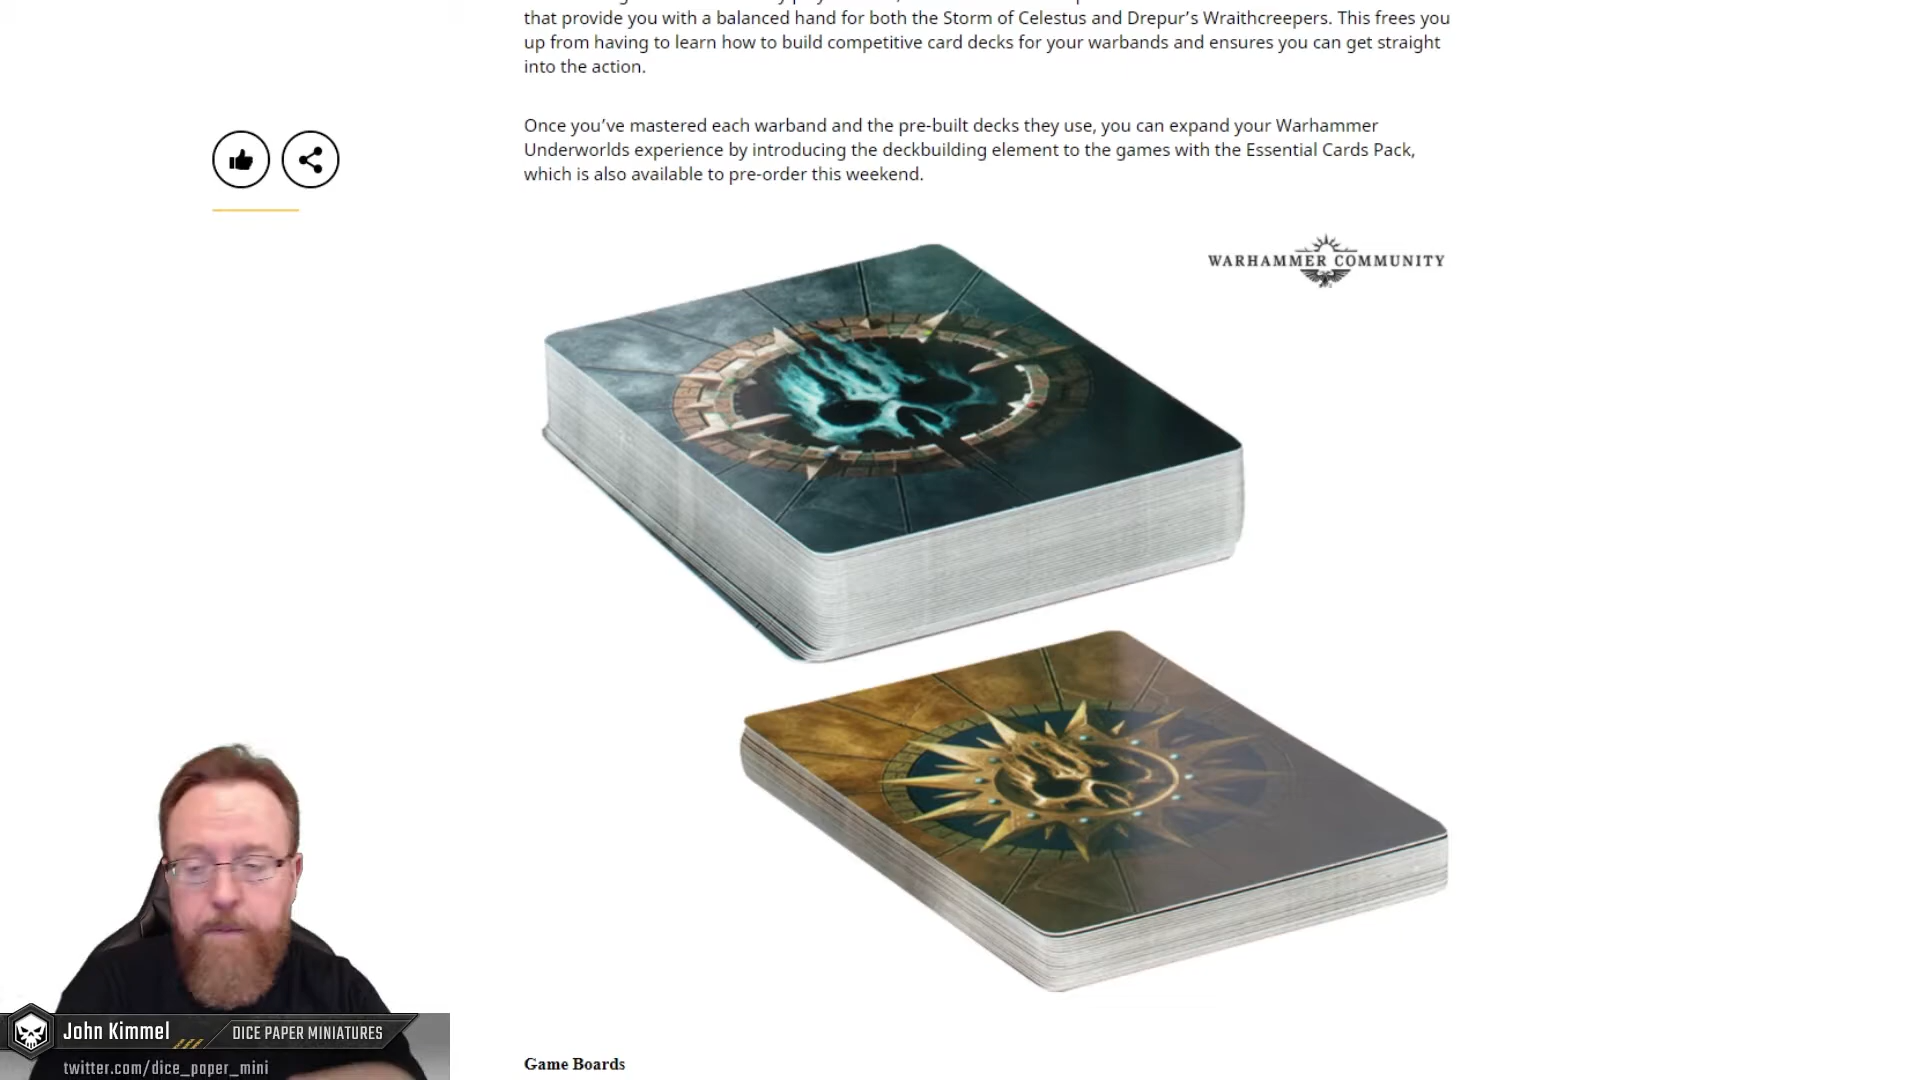 that provide you with a balanced hand for both the Storm of Celestus and Drepur’s Wraithcreepers. This frees you
up from having to learn how to build competitive card decks for your warbands and ensures you can get straight
into the action.
Once you’ve mastered each warband and the pre-built decks they use, you can expand your Warhammer
Underworlds experience by introducing the deckbuilding element to the games with the Essential Cards Pack,
which is also available to pre-order this weekend.
WARHAMMER COMMUNITY
John Kimmel
DICE PAPER MINIATURES
twitter.com/dice_paper_mini
Game Boards